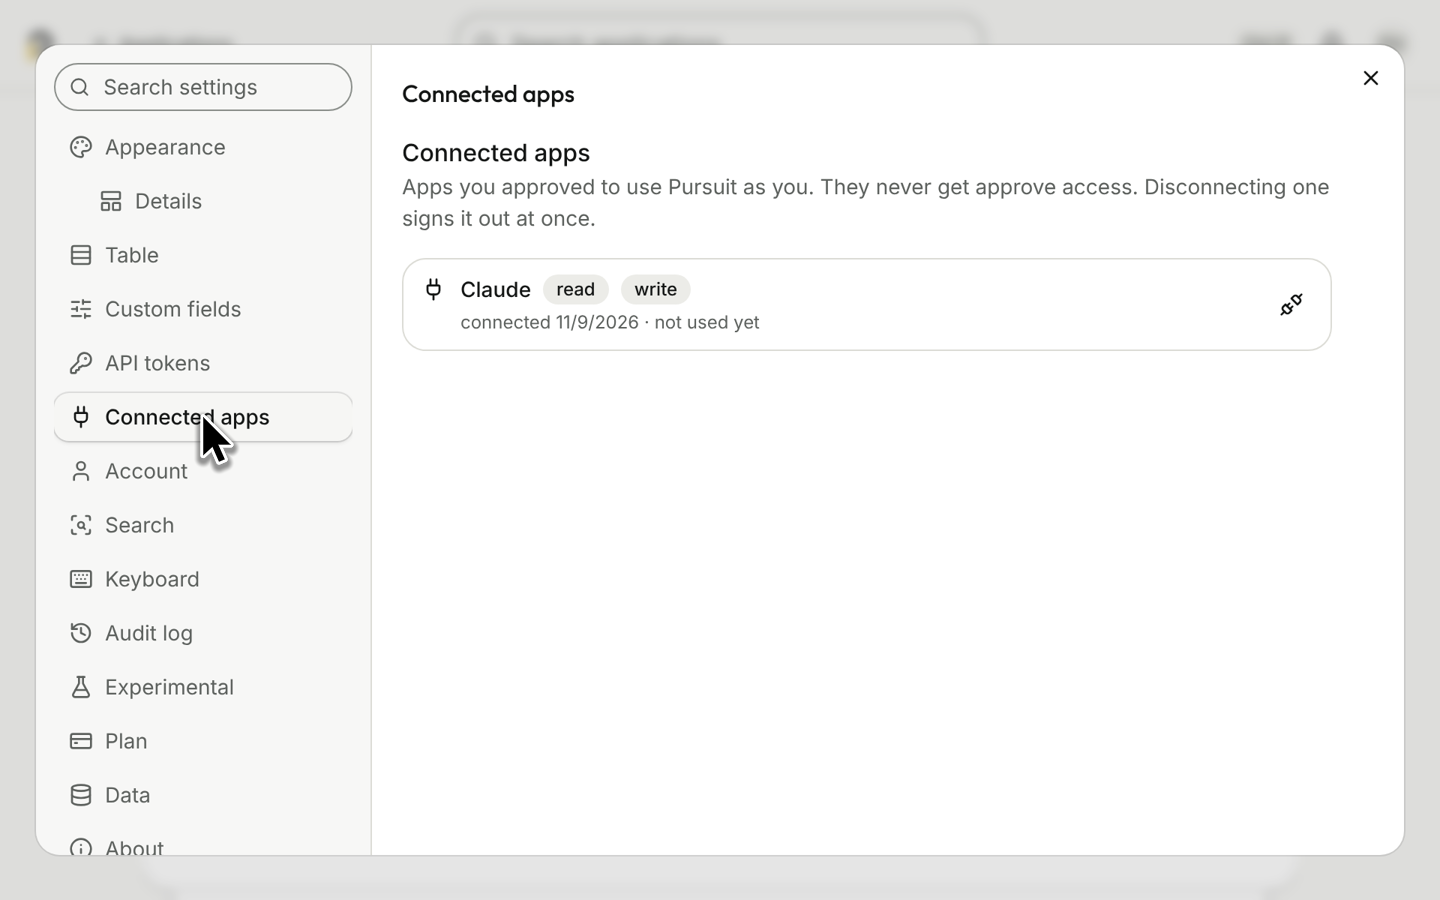 Search settings
Appearance
Details
Table
Custom fields
API tokens
Connected apps
Account
Search
Keyboard
Audit log
Experimental
Plan
Data
About
Connected apps
Connected apps
Apps you approved to use Pursuit as you. They never get approve access. Disconnecting one
signs it out at once.
Claude read write
connected 11/9/2026 · not used yet